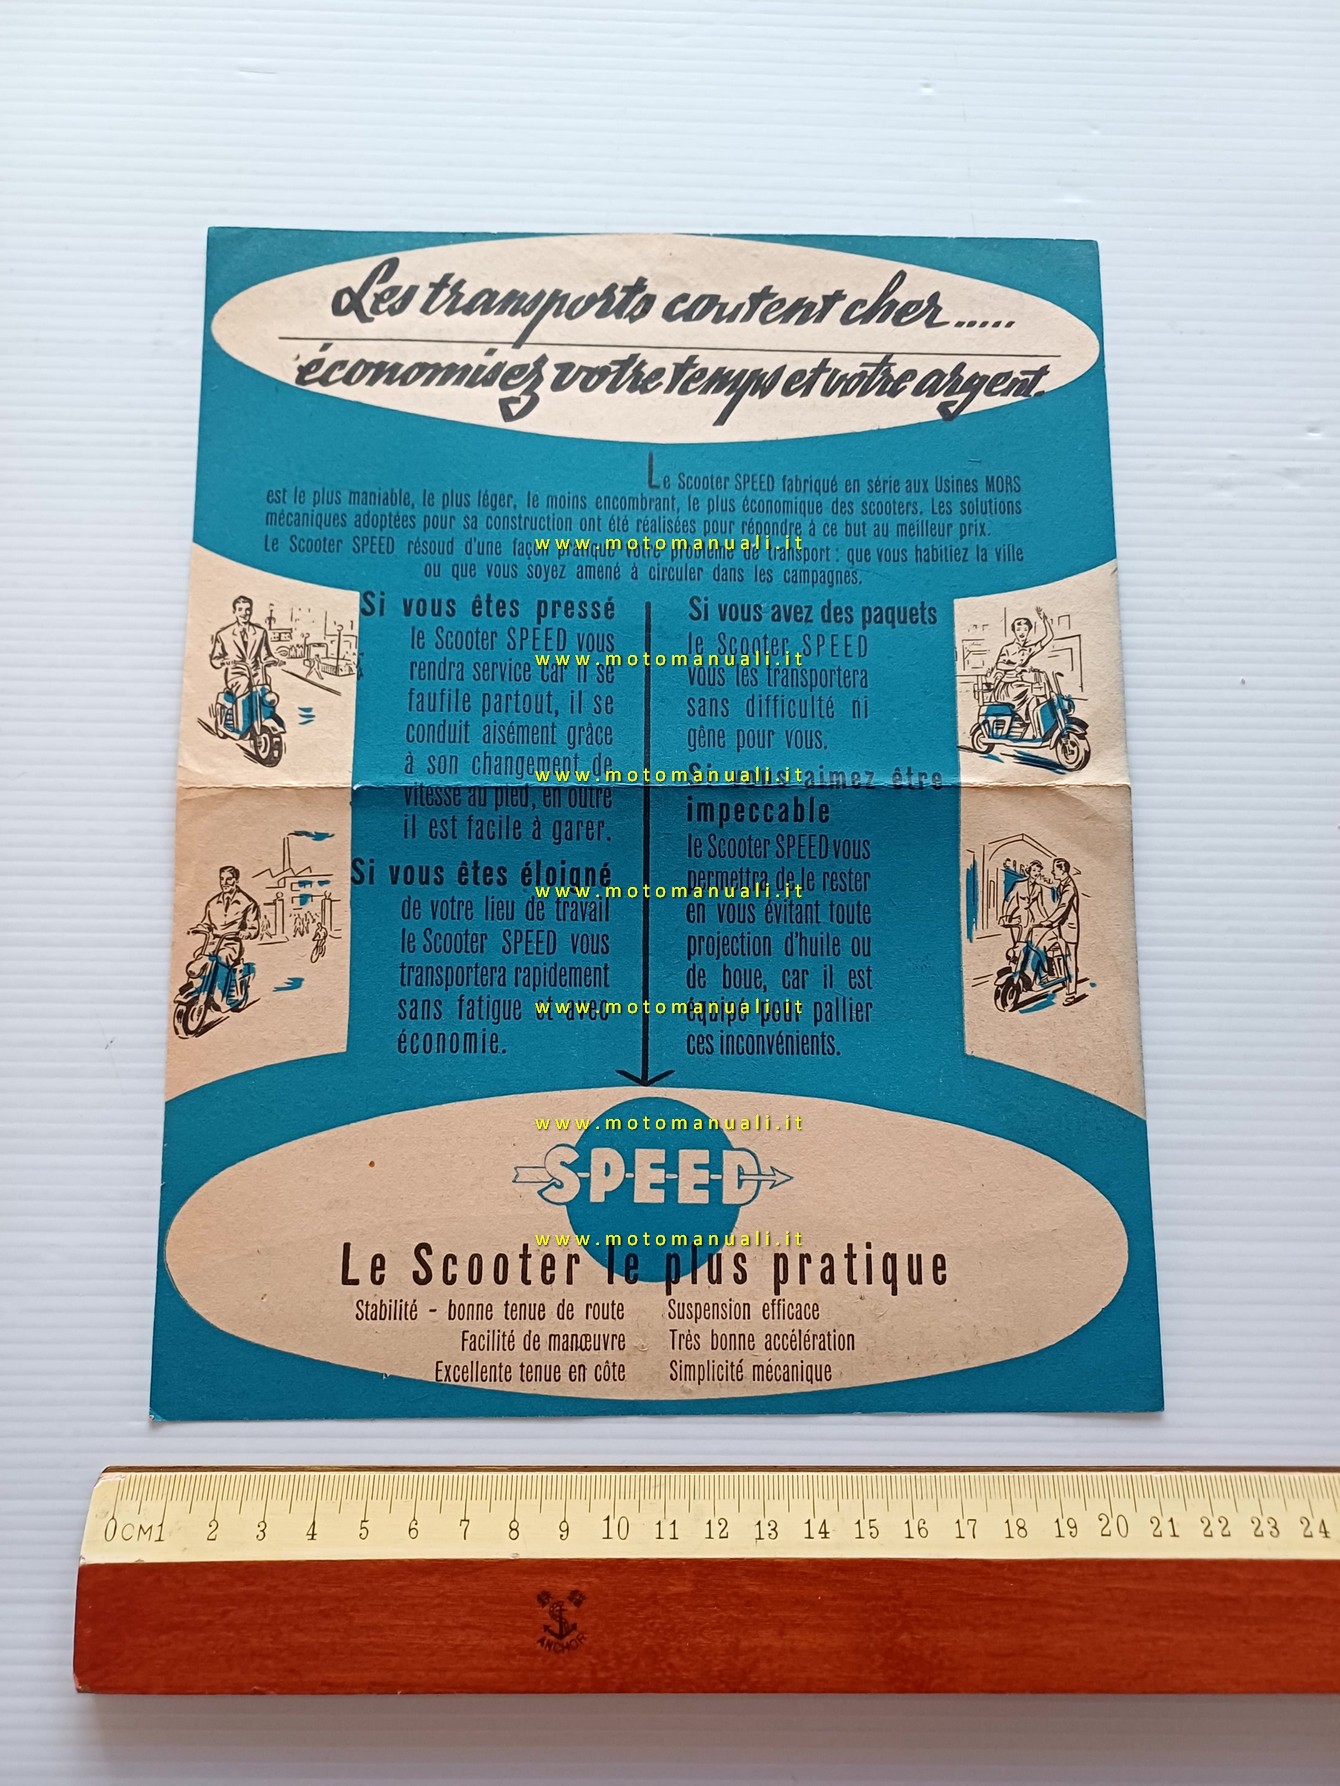 Les transports coutent cher.....
économisez votre temps et votre argent.
Le Scooter SPEED fabriqué en série aux Usines MORS
est le plus maniable, le plus léger, le moins encombrant, le plus économique des scooters. Les solutions
mécaniques adoptées pour sa construction ont été réalisées pour répondre à ce but au meilleur prix.
Le Scooter SPEED résoud d'une façon pratique votre problème de transport : que vous habitiez la ville
ou que vous soyez amené à circuler dans les campagnes.
www.motomanuali.it
Si vous êtes pressé
le Scooter SPEED vous
rendra service car il se
faufile partout, il se
conduit aisément grâce
à son changement de
vitesse au pied, en outre
il est facile à garer.
Si vous êtes éloigné
de votre lieu de travail
le Scooter SPEED vous
transportera rapidement
sans fatigue et avec
économie.
Si vous avez des paquets
le Scooter SPEED
vous les transportera
sans difficulté ni
gêne pour vous.
Si vous aimez être
impeccable
le Scooter SPEED vous
permettra de le rester
en vous évitant toute
projection d'huile ou
de boue, car il est
équipé pour pallier
ces inconvénients.
www.motomanuali.it
www.motomanuali.it
www.motomanuali.it
www.motomanuali.it
www.motomanuali.it
S-P-E-E-D
www.motomanuali.it
Le Scooter le plus pratique
Stabilité - bonne tenue de route
Facilité de manœuvre
Excellente tenue en côte
Suspension efficace
Très bonne accélération
Simplicité mécanique
0CM1 2 3 4 5 6 7 8 9 10 11 12 13 14 15 16 17 18 19 20 21 22 23 24
ANCHOR